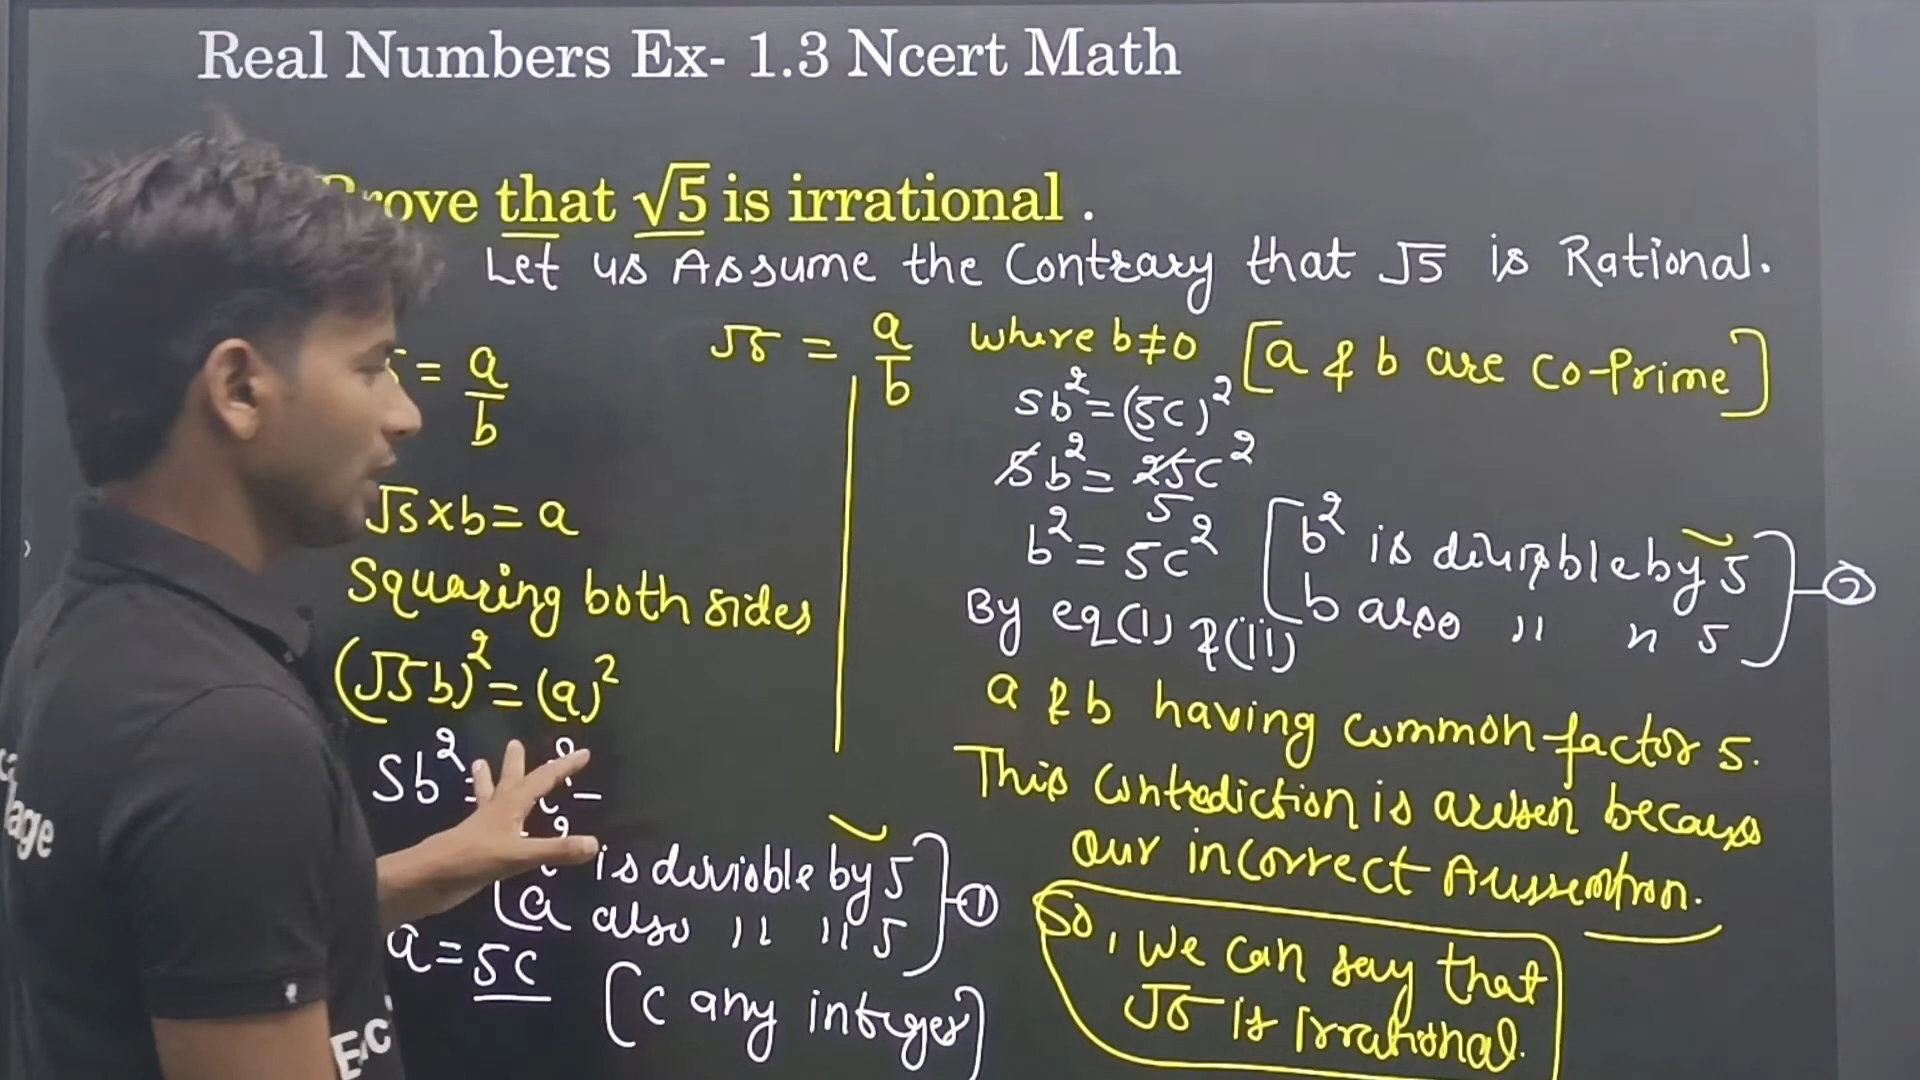 Real Numbers Ex- 1.3 Ncert Math
Prove that √5 is irrational .
Let us Assume the Contrary that √5 is Rational.
√5 = a/b where b≠0 [a & b are co-Prime]
= a/b
√5×b=a
Squaring both sides
(√5b)²=(a)²
5b²=
is divisible by 5
a also 〃 〃 5
①
a=5c (c any integer)
5b²=(5c)²
5b²=25c²
5
b²=5c²
[b² is divisible by 5
b also 〃 〃 5]
②
By eq(i) &(ii)
a & b having common factor 5.
This Contradiction is
because
our incorrect
So, We can say that
√5 is irrational.
age